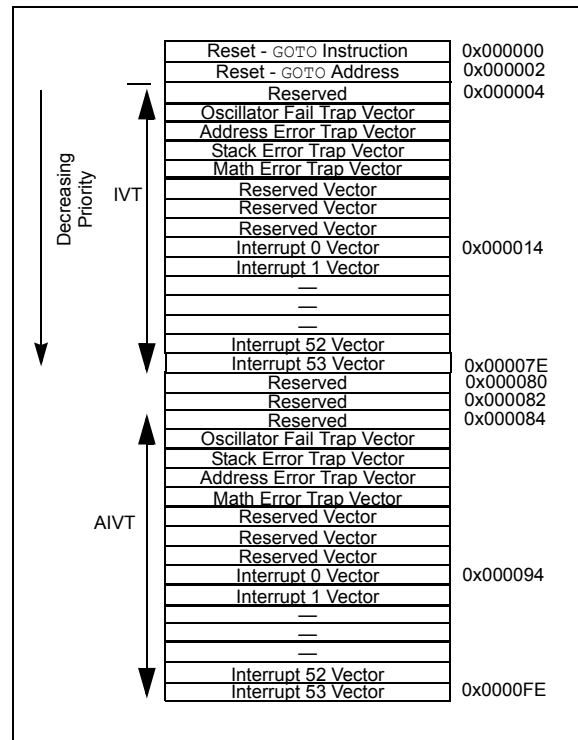 Reset - GOTO Instruction 0x000000
Reset - GOTO Address 0x000002
Reserved 0x000004
Oscillator Fail Trap Vector
Address Error Trap Vector
Stack Error Trap Vector
Math Error Trap Vector
Reserved Vector
Reserved Vector
Reserved Vector
Interrupt 0 Vector 0x000014
Interrupt 1 Vector
—
—
—
Interrupt 52 Vector
Interrupt 53 Vector 0x00007E
Reserved 0x000080
Reserved 0x000082
Reserved 0x000084
Oscillator Fail Trap Vector
Stack Error Trap Vector
Address Error Trap Vector
Math Error Trap Vector
Reserved Vector
Reserved Vector
Reserved Vector
Interrupt 0 Vector 0x000094
Interrupt 1 Vector
—
—
—
Interrupt 52 Vector
Interrupt 53 Vector 0x0000FE
Decreasing
Priority
IVT
AIVT